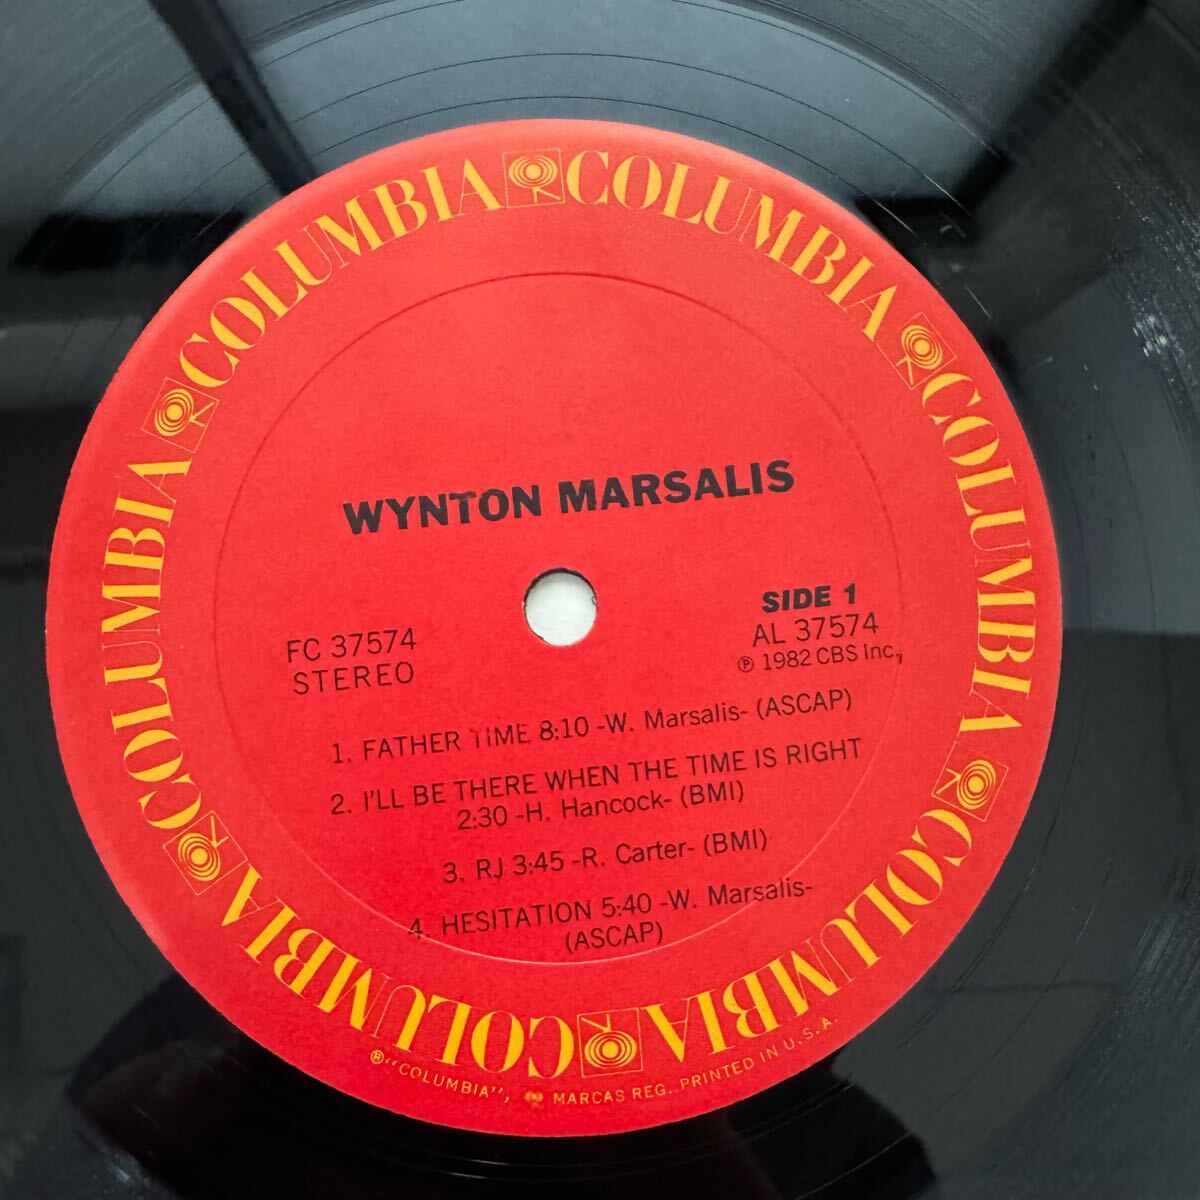 COLUMBIA COLUMBIA COLUMBIA COLUMBIA COLUMBIA COLUMBIA
WYNTON MARSALIS
FC 37574
STEREO
SIDE 1
AL 37574
Ⓟ 1982 CBS Inc.,
1. FATHER TIME 8:10 -W. Marsalis- (ASCAP)
2. I'LL BE THERE WHEN THE TIME IS RIGHT
2:30 -H. Hancock- (BMI)
3. RJ 3:45 -R. Carter- (BMI)
4. HESITATION 5:40 -W. Marsalis-
(ASCAP)
®"COLUMBIA", MARCAS REG. PRINTED IN U.S.A.